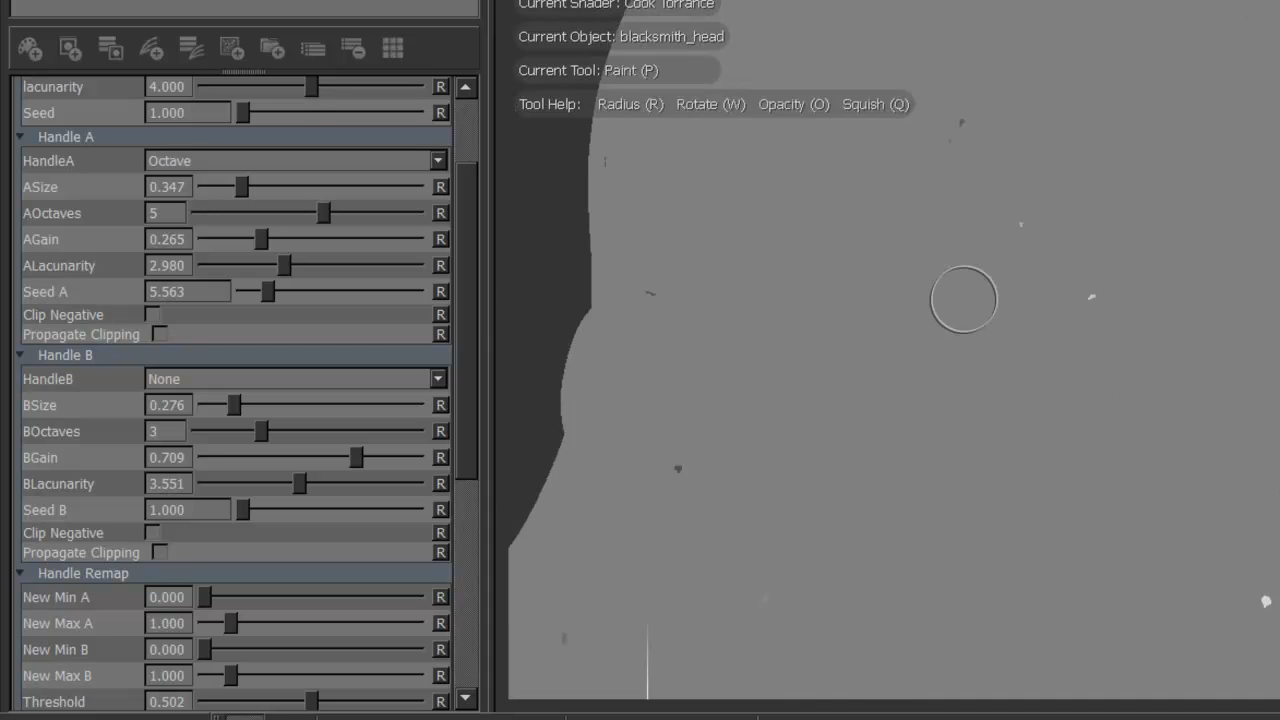 Current Shader: Cook Torrance
Current Object: blacksmith_head
Current Tool: Paint (P)
Tool Help: Radius (R) Rotate (W) Opacity (O) Squish (Q)
lacunarity 4.000 R
Seed 1.000 R
Handle A
HandleA Octave
ASize 0.347 R
AOctaves 5 R
AGain 0.265 R
ALacunarity 2.980 R
Seed A 5.563 R
Clip Negative R
Propagate Clipping R
Handle B
HandleB None
BSize 0.276 R
BOctaves 3 R
BGain 0.709 R
BLacunarity 3.551 R
Seed B 1.000 R
Clip Negative R
Propagate Clipping R
Handle Remap
New Min A 0.000 R
New Max A 1.000 R
New Min B 0.000 R
New Max B 1.000 R
Threshold 0.502 R